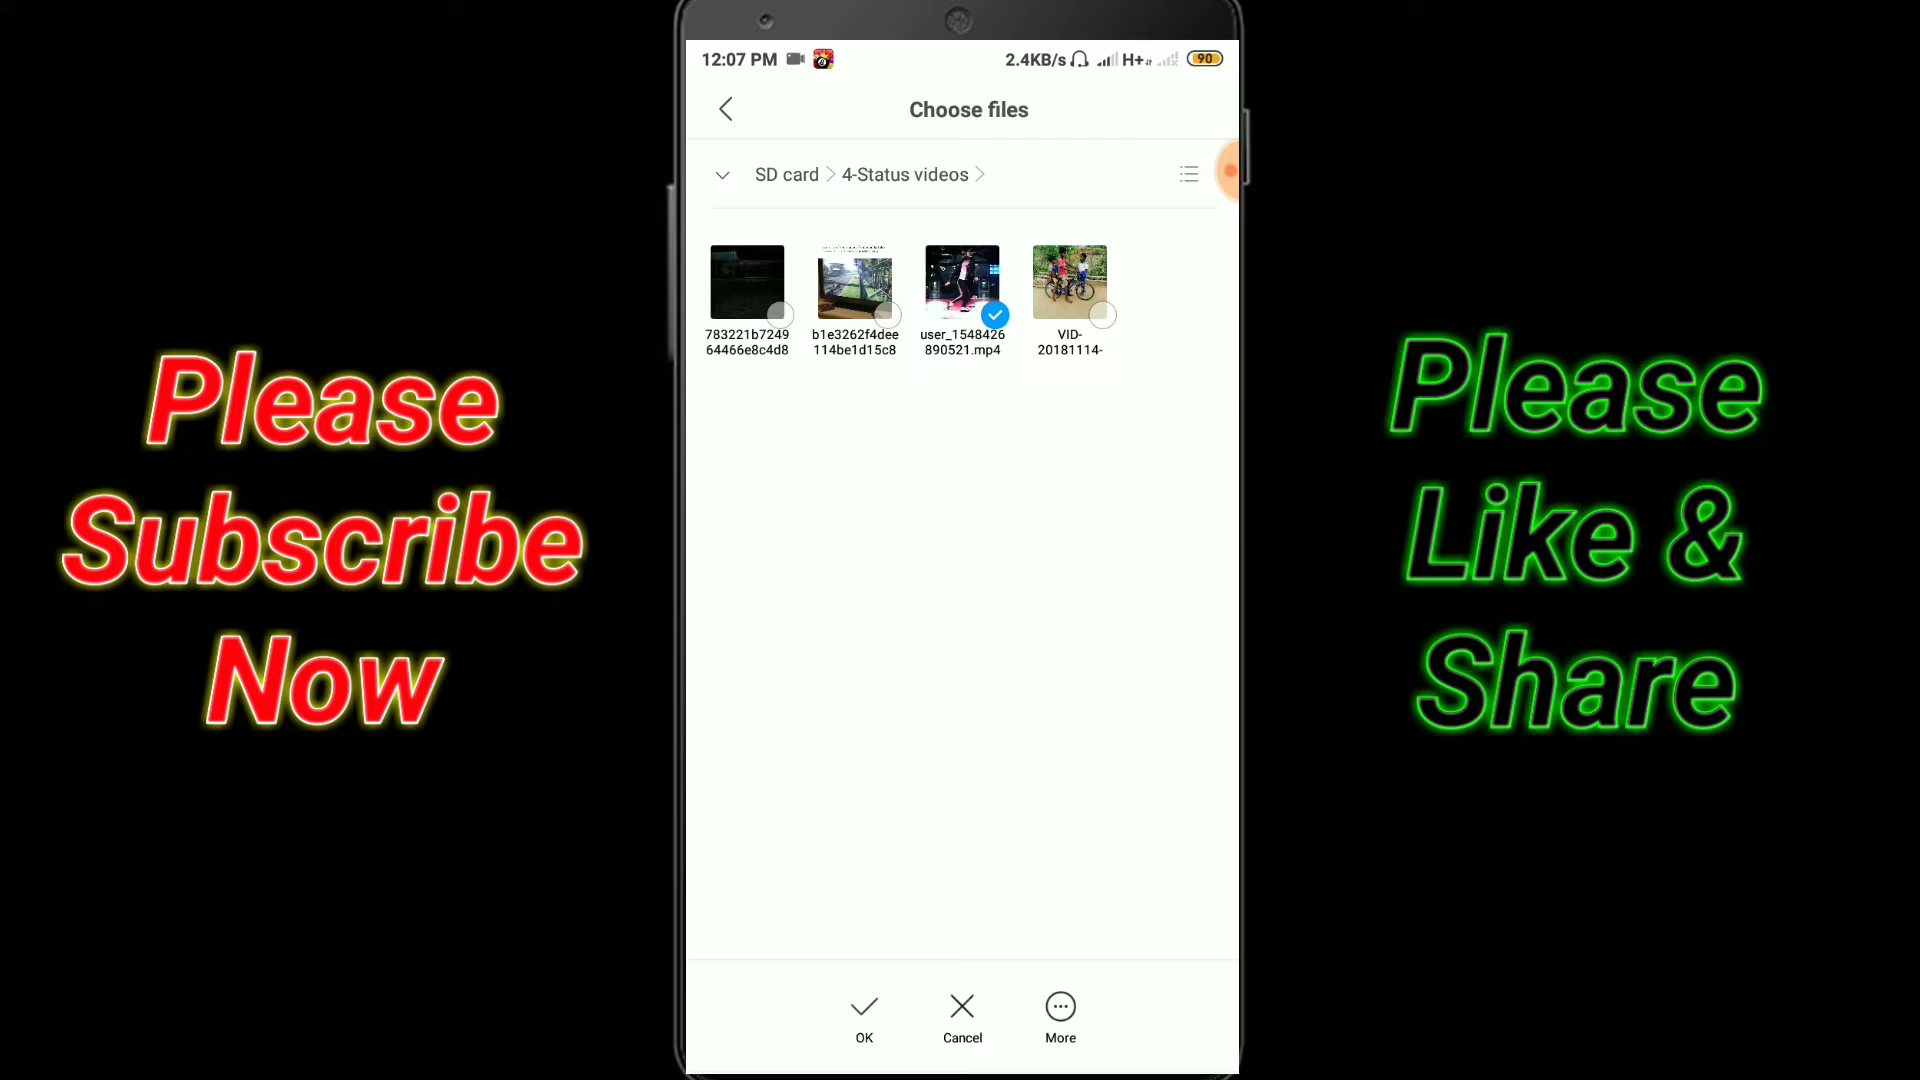 12:07 PM 2.4KB/s H+ 90
Choose files
SD card 4-Status videos
783221b7249
64466e8c4d8
b1e3262f4dee
114be1d15c8
user_1548426
890521.mp4
VID-
20181114-
Please
Subscribe
Now
Please
Like &
Share
OK
Cancel
More